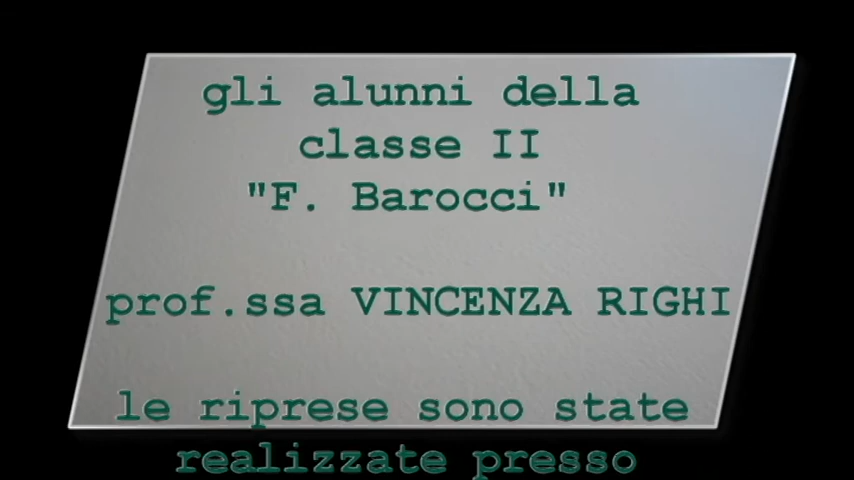 gli alunni della
classe II
"F. Barocci"
prof.ssa VINCENZA RIGHI
le riprese sono state
realizzate presso